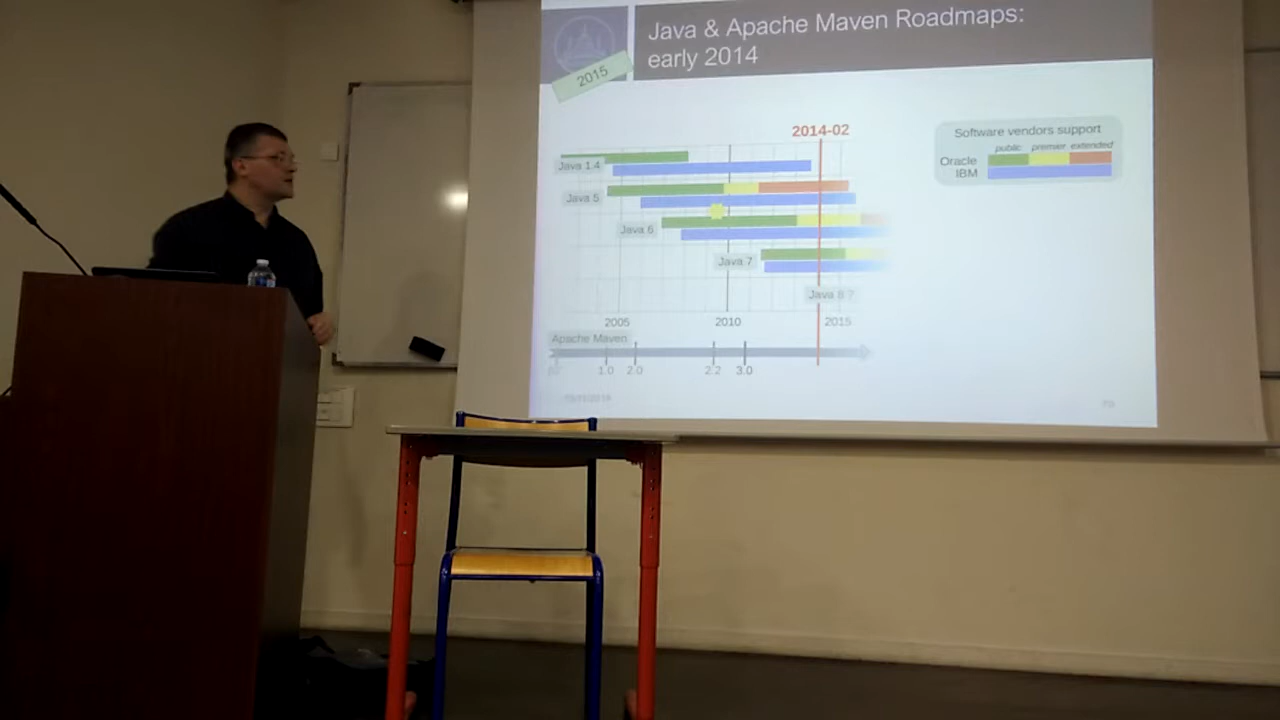 Java & Apache Maven Roadmaps:
early 2014
2015
2014-02
Software vendors support
public premier extended
Oracle
IBM
Java 1.4
Java 5
Java 6
Java 7
Java 8 ?
2005 2010 2015
Apache Maven
1.0 2.0 2.2 3.0